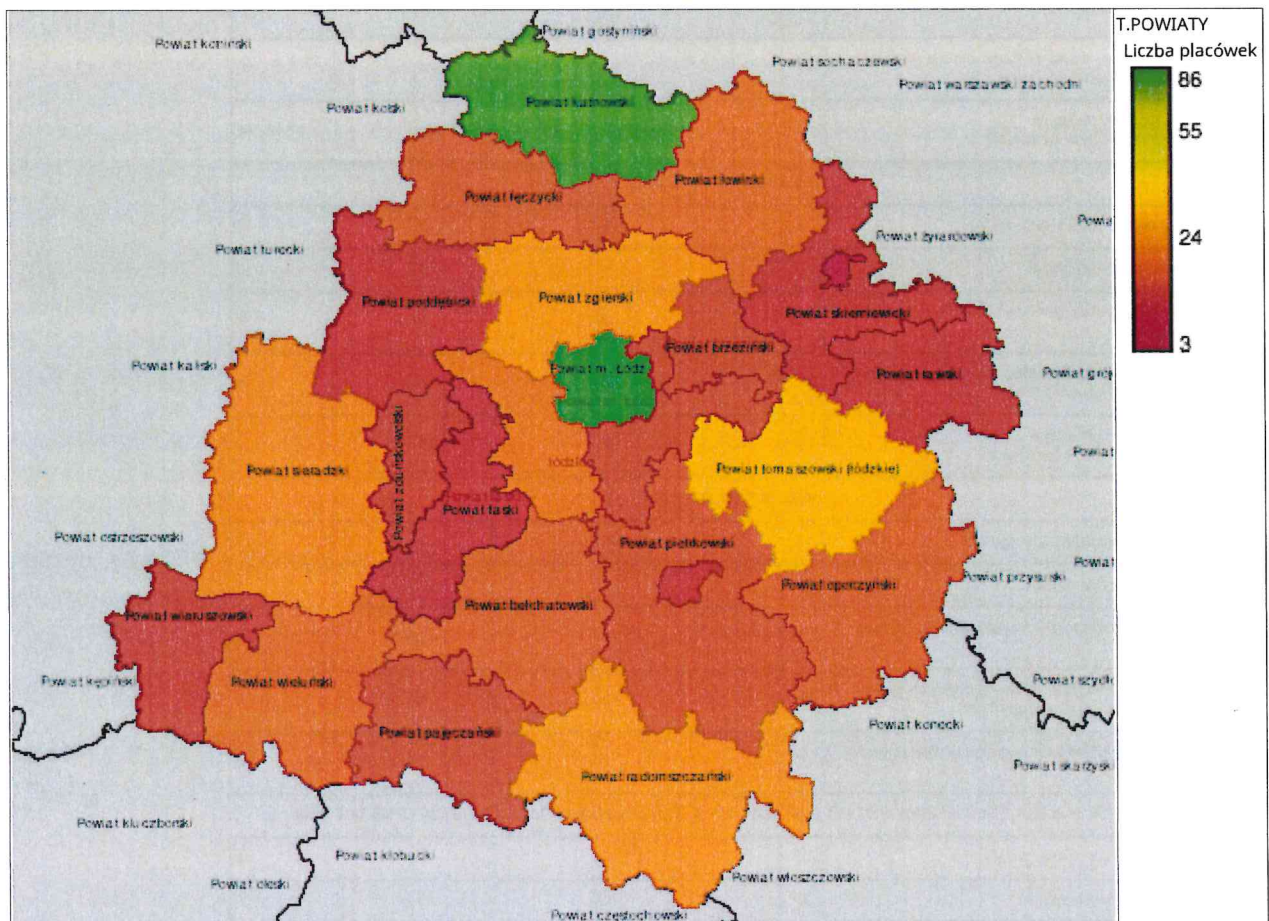 T.POWIATY
Liczba placówek
86
55
24
3
Powiat gostyniński
Powiat koniński
Powiat sochaczewski
Powiat warszawski zachodni
Powiat kutnowski
Powiat kolski
Powiat łowicki
Powiat łęczycki
Powiat żyrardowski
Powiat turecki
Powiat zgierski
Powiat poddębicki
Powiat skierniewicki
Powiat brzeziński
Powiat m. Łódź
Powiat kaliski
Powiat rawski
Powiat sieradzki
Powiat zduńskowolski
Powiat tomaszowski (łódzkie)
Powiat łaski
Powiat ostrzeszowski
Powiat piotrkowski
Powiat opoczyński
Powiat przysuski
Powiat bełchatowski
Powiat wieruszowski
Powiat kępiński
Powiat wieluński
Powiat konecki
Powiat pajęczański
Powiat radomszczański
Powiat kluczborski
Powiat kłobucki
Powiat oleski
Powiat włoszczowski
Powiat częstochowski